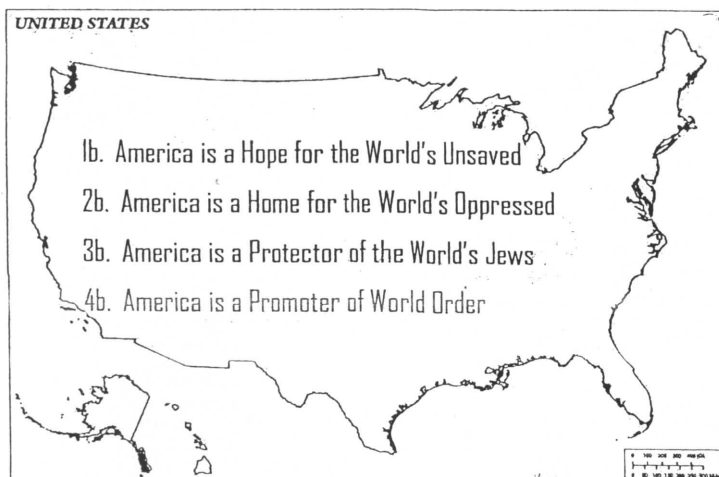 UNITED STATES
1b. America is a Hope for the World's Unsaved
2b. America is a Home for the World's Oppressed
3b. America is a Protector of the World's Jews
4b. America is a Promoter of World Order